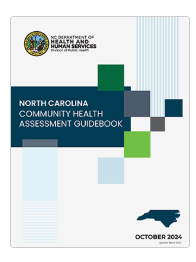 NC DEPARTMENT OF
HEALTH AND
HUMAN SERVICES
Division of Public Health
NORTH CAROLINA
COMMUNITY HEALTH
ASSESSMENT GUIDEBOOK
OCTOBER 2024